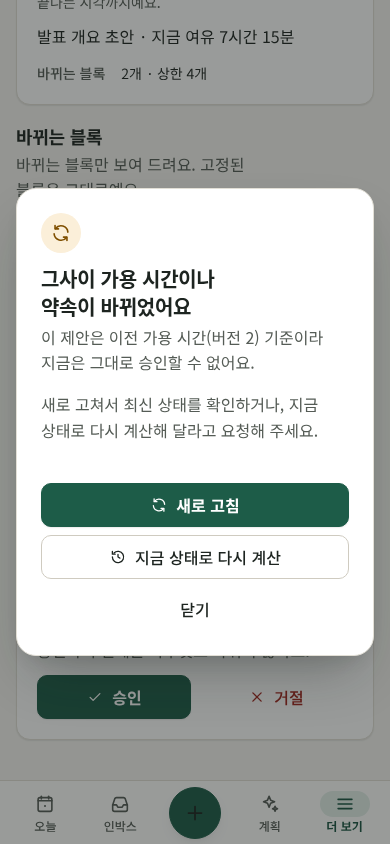 끝나는 시각까지예요.
발표 개요 초안 · 지금 여유 7시간 15분
바뀌는 블록 2개 · 상한 4개
바뀌는 블록
바뀌는 블록만 보여 드려요. 고정된
그사이 가용 시간이나
약속이 바뀌었어요
이 제안은 이전 가용 시간(버전 2) 기준이라
지금은 그대로 승인할 수 없어요.
새로 고쳐서 최신 상태를 확인하거나, 지금
상태로 다시 계산해 달라고 요청해 주세요.
새로 고침
지금 상태로 다시 계산
닫기
승인 거절
오늘 인박스 계획 더 보기